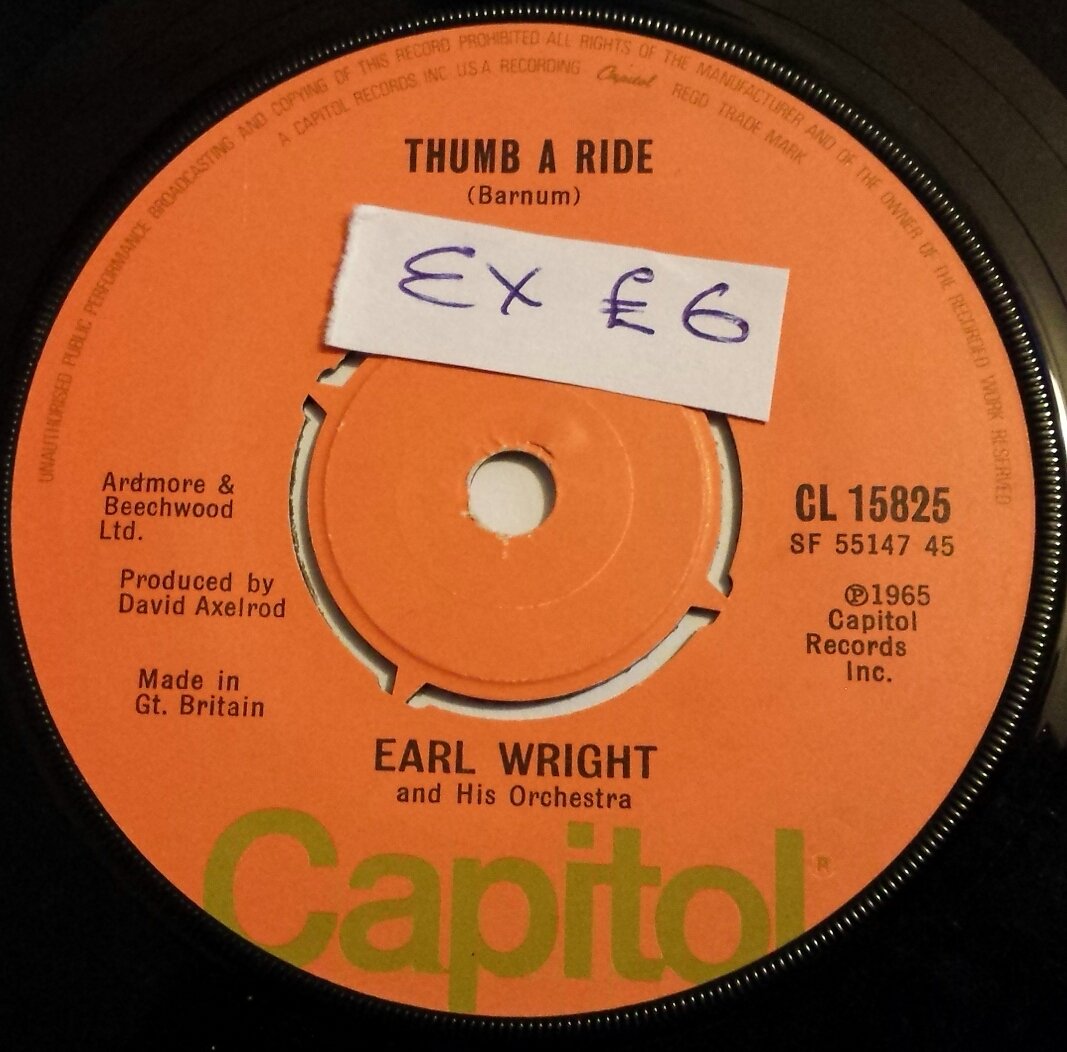 UNAUTHORISED PUBLIC PERFORMANCE BROADCASTING AND COPYING OF THIS RECORD PROHIBITED ALL RIGHTS OF THE MANUFACTURER AND OF THE OWNER OF THE RECORDED WORK RESERVED
A CAPITOL RECORDS INC. U.S.A. RECORDING Capitol REGD TRADE MARK
THUMB A RIDE
(Barnum)
EX £6
Ardmore &
Beechwood
Ltd.
Produced by
David Axelrod
Made in
Gt. Britain
CL 15825
SF 55147 45
℗1965
Capitol
Records
Inc.
EARL WRIGHT
and His Orchestra
Capitol®